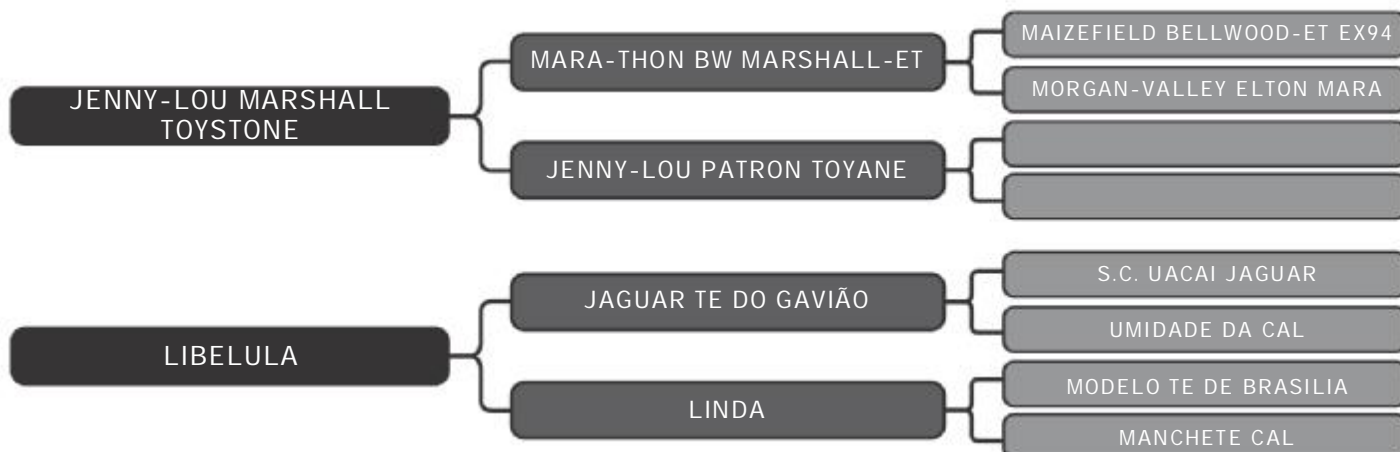 JENNY-LOU MARSHALL
TOYSTONE
MARA-THON BW MARSHALL-ET
MAIZEFIELD BELLWOOD-ET EX94
MORGAN-VALLEY ELTON MARA
JENNY-LOU PATRON TOYANE
LIBELULA
JAGUAR TE DO GAVIÃO
S.C. UACAI JAGUAR
UMIDADE DA CAL
LINDA
MODELO TE DE BRASILIA
MANCHETE CAL